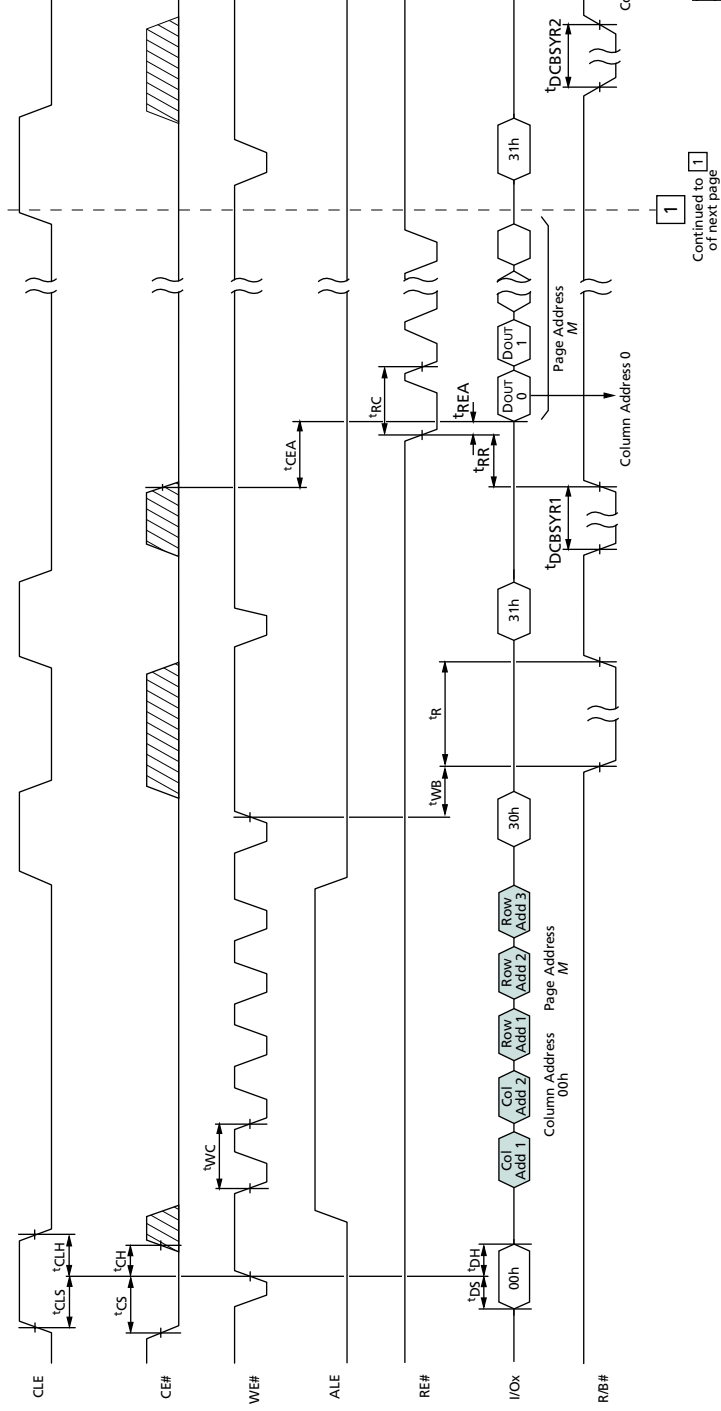 CLE
tCLS
tCLH
CE#
tCS
tCH
tCEA
WE#
tWC
ALE
RE#
tWB
tR
tRR
tREA
tRC
I/Ox
tDS
tDH
00h
Col
Add 1
Col
Add 2
Row
Add 1
Row
Add 2
Row
Add 3
30h
31h
DOUT
0
DOUT
1
31h
Column Address
00h
Page Address
M
Page Address
M
R/B#
tDCBSYR1
Column Address 0
tDCBSYR2
Co
1
Continued to 1
of next page